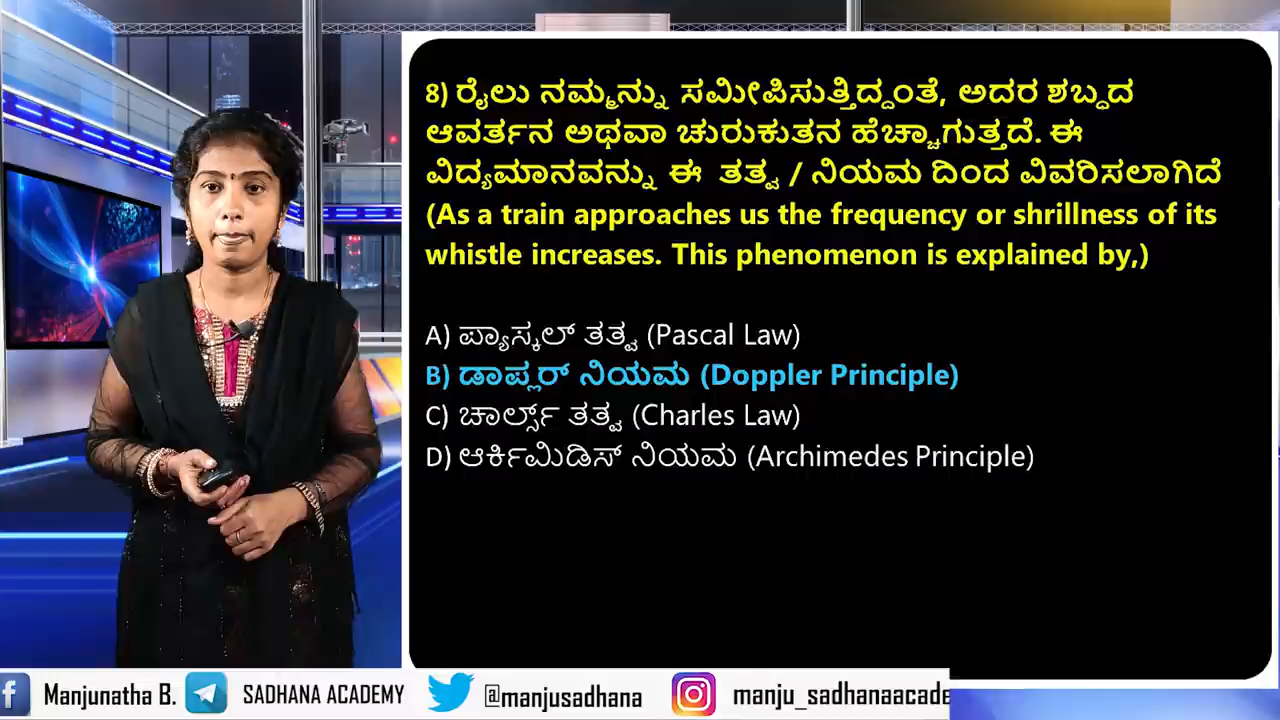 8) ರೈಲು ನಮ್ಮನ್ನು ಸಮೀಪಿಸುತ್ತಿದ್ದಂತೆ, ಅದರ ಶಬ್ದದ
ಆವರ್ತನ ಅಥವಾ ಚುರುಕುತನ ಹೆಚ್ಚಾಗುತ್ತದೆ. ಈ
ವಿದ್ಯಮಾನವನ್ನು ಈ ತತ್ವ / ನಿಯಮ ದಿಂದ ವಿವರಿಸಲಾಗಿದೆ
(As a train approaches us the frequency or shrillness of its
whistle increases. This phenomenon is explained by,)
A) ಪ್ಯಾಸ್ಕಲ್ ತತ್ವ (Pascal Law)
B) ಡಾಪ್ಲರ್ ನಿಯಮ (Doppler Principle)
C) ಚಾರ್ಲ್ಸ್ ತತ್ವ (Charles Law)
D) ಆರ್ಕಿಮಿಡಿಸ್ ನಿಯಮ (Archimedes Principle)
Manjunatha B. SADHANA ACADEMY @manjusadhana manju_sadhanaacade